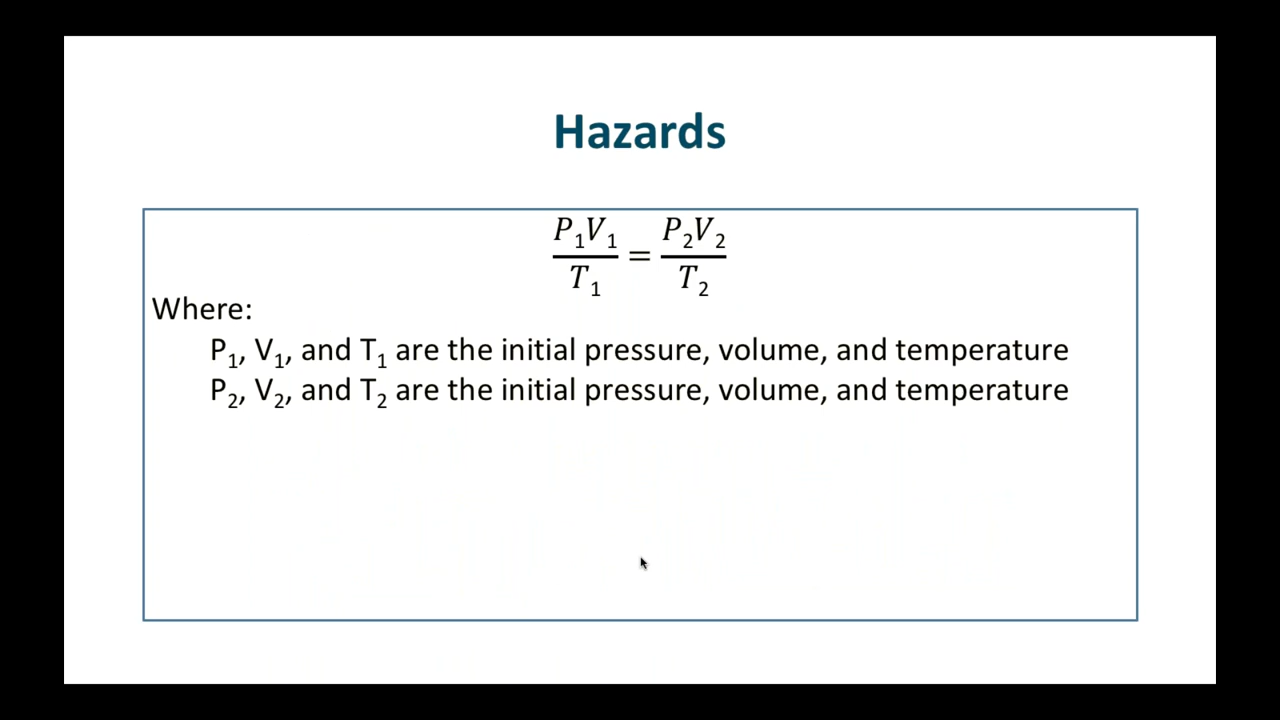 Hazards
P₁V₁/T₁ = P₂V₂/T₂
Where:
P₁, V₁, and T₁ are the initial pressure, volume, and temperature
P₂, V₂, and T₂ are the initial pressure, volume, and temperature